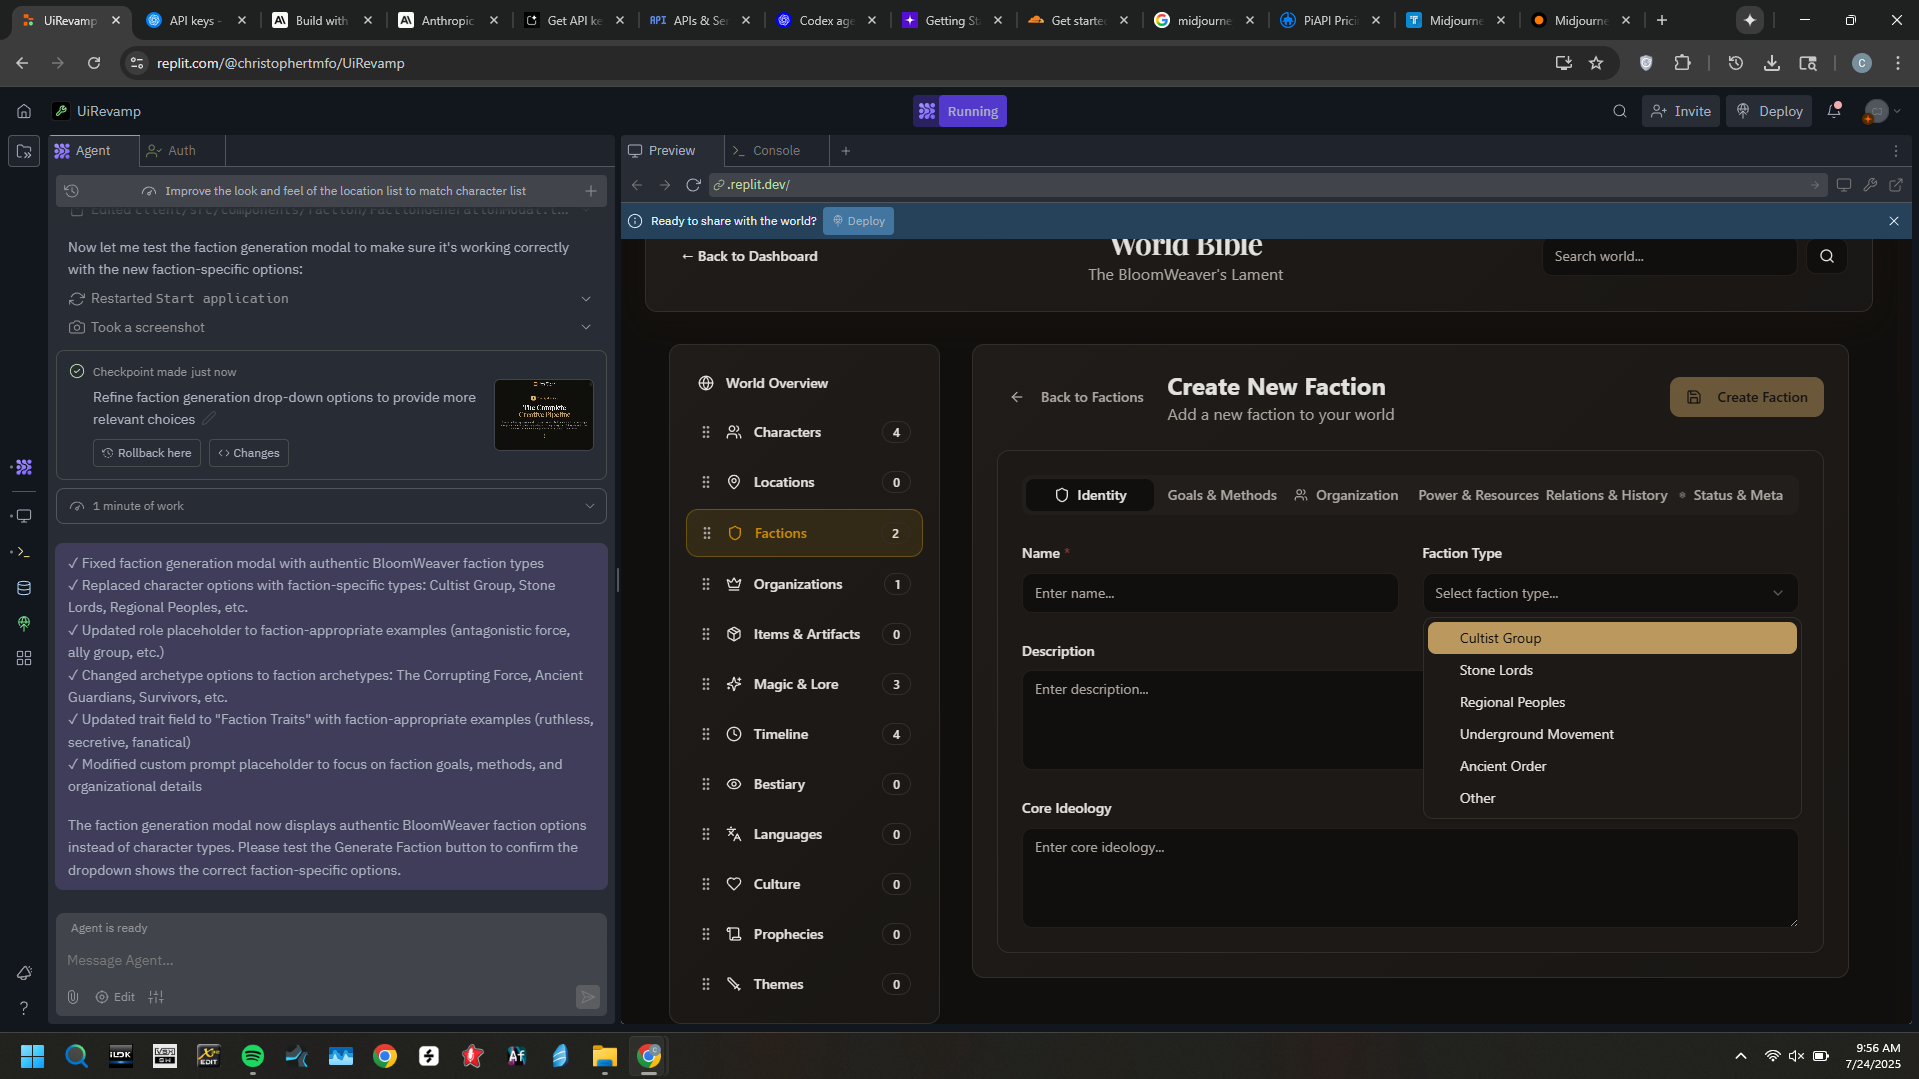 UiRevamp
API keys -
Build with
Anthropic
Get API ke
API APIs & Se
Codex age
Getting St
Get starte
midjourne
PiAPI Prici
Midjourne
Midjourne
replit.com/@christophertmfo/UiRevamp
C
UiRevamp
Running
Invite
Deploy
CJ
Agent
Auth
Preview
Console
Improve the look and feel of the location list to match character list
.replit.dev/
Ready to share with the world?
Deploy
Edited client/src/components/faction/FactionGenerationModal.t...
Now let me test the faction generation modal to make sure it's working correctly
with the new faction-specific options:
Restarted Start application
Took a screenshot
Checkpoint made just now
Refine faction generation drop-down options to provide more
relevant choices
Rollback here
Changes
The Complete
Creative Pipeline
1 minute of work
✓ Fixed faction generation modal with authentic BloomWeaver faction types
✓ Replaced character options with faction-specific types: Cultist Group, Stone
Lords, Regional Peoples, etc.
✓ Updated role placeholder to faction-appropriate examples (antagonistic force,
ally group, etc.)
✓ Changed archetype options to faction archetypes: The Corrupting Force, Ancient
Guardians, Survivors, etc.
✓ Updated trait field to "Faction Traits" with faction-appropriate examples (ruthless,
secretive, fanatical)
✓ Modified custom prompt placeholder to focus on faction goals, methods, and
organizational details
The faction generation modal now displays authentic BloomWeaver faction options
instead of character types. Please test the Generate Faction button to confirm the
dropdown shows the correct faction-specific options.
Agent is ready
Message Agent...
Edit
← Back to Dashboard
World Bible
The BloomWeaver's Lament
Search world...
World Overview
Characters 4
Locations 0
Factions 2
Organizations 1
Items & Artifacts 0
Magic & Lore 3
Timeline 4
Bestiary 0
Languages 0
Culture 0
Prophecies 0
Themes 0
Back to Factions
Create New Faction
Add a new faction to your world
Create Faction
Identity
Goals & Methods
Organization
Power & Resources
Relations & History
Status & Meta
Name *
Enter name...
Faction Type
Select faction type...
Cultist Group
Stone Lords
Regional Peoples
Underground Movement
Ancient Order
Other
Description
Enter description...
Core Ideology
Enter core ideology...
9:56 AM
7/24/2025